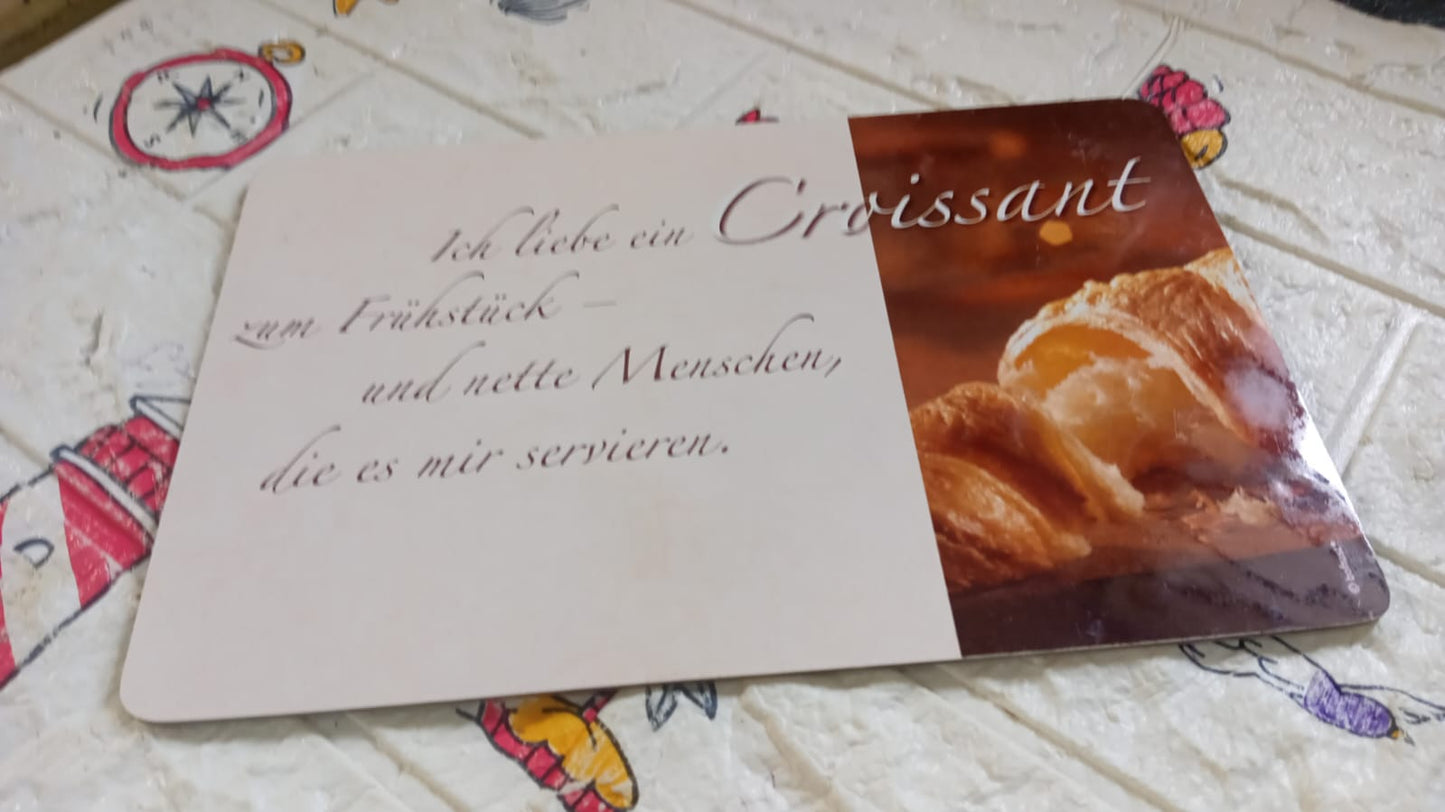 Ich liebe ein Croissant
zum Frühstück –
und nette Menschen,
die es mir servieren.